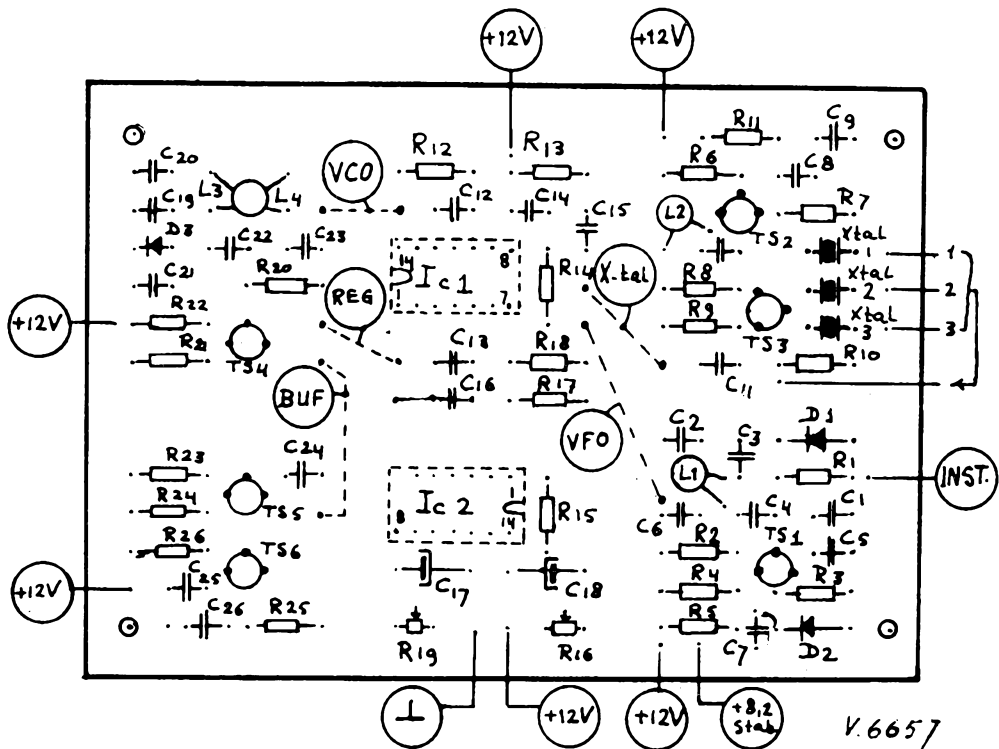 +12V +12V
R11 C9
C20 R12 R13 R6 C8
VCO
L3 L4 C19 C12 C14 C15 L2 R7
TS2
D3 C22 C23 Xtal 1 1
14 8 Ic1 7
C21 R20 R14 X-tal R8 Xtal 2 2
REG
+12V R22 R9 Xtal 3 3
TS3
R21 TS4 C13 R18 R10
C11
BUF C16 R17
VFO C2 C3 D1
R23 C24 L1 R1 INST.
R24 TS5 8 Ic2 1 14 R15 C6 C4 C1
TS1
R26 TS6 R2 C5
+12V C25 C17 C18 R4 R3
C26 R25 R19 R16 R5 C7 D2
⊥ +12V +12V +8,2 Stab.
V.6657